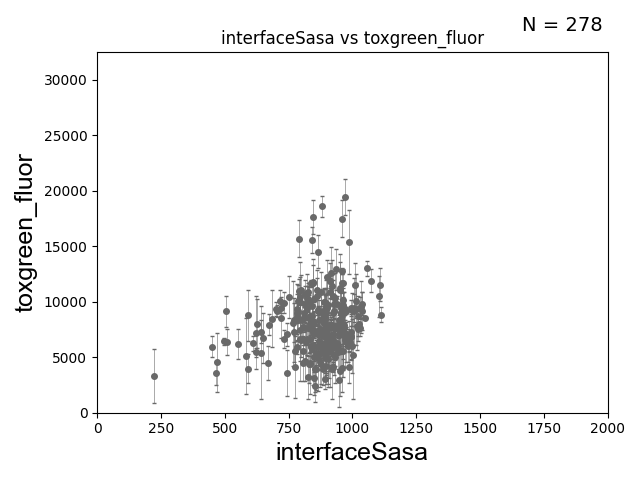 N = 278
interfaceSasa vs toxgreen_fluor
30000
25000
20000
15000
10000
5000
0
toxgreen_fluor
0 250 500 750 1000 1250 1500 1750 2000
interfaceSasa